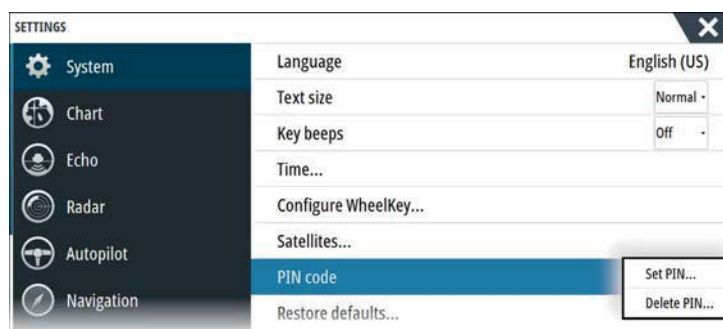 SETTINGS
System
Chart
Echo
Radar
Autopilot
Navigation
Language English (US)
Text size Normal
Key beeps Off
Time...
Configure WheelKey...
Satellites...
PIN code
Set PIN...
Delete PIN...
Restore defaults...